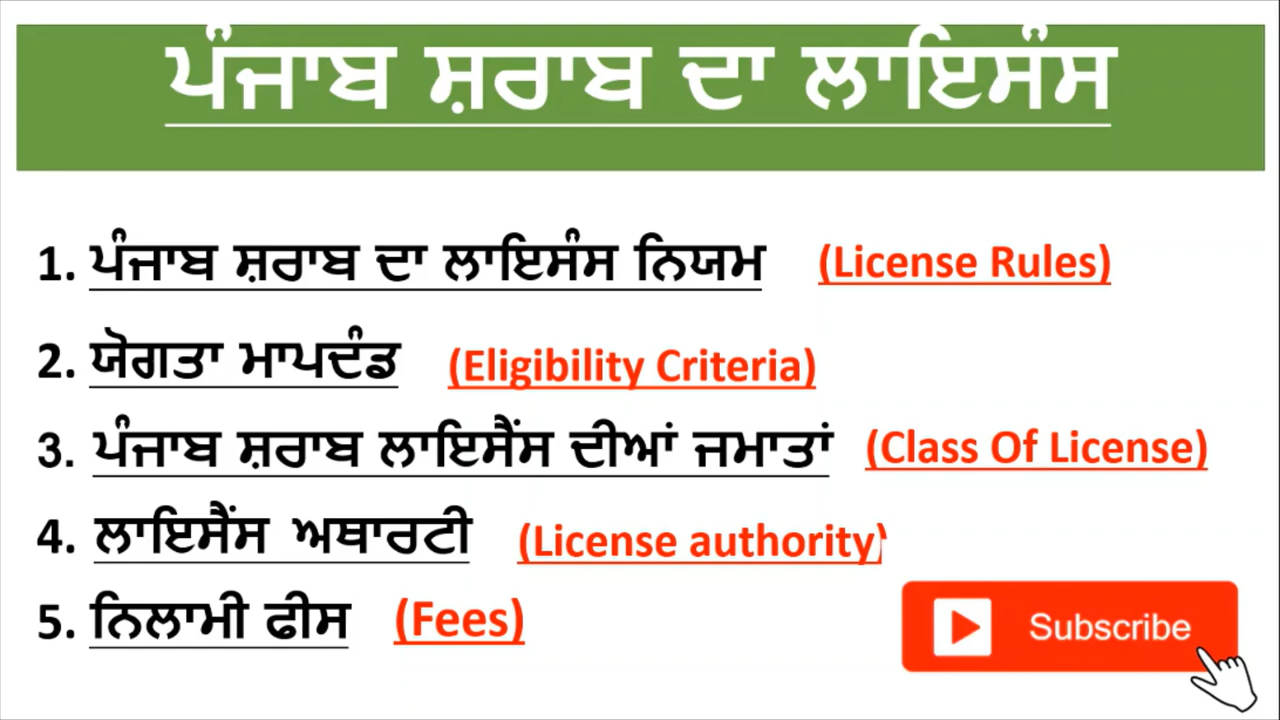 ਪੰਜਾਬ ਸ਼ਰਾਬ ਦਾ ਲਾਇਸੰਸ
1. ਪੰਜਾਬ ਸ਼ਰਾਬ ਦਾ ਲਾਇਸੰਸ ਨਿਯਮ (License Rules)
2. ਯੋਗਤਾ ਮਾਪਦੰਡ (Eligibility Criteria)
3. ਪੰਜਾਬ ਸ਼ਰਾਬ ਲਾਇਸੈਂਸ ਦੀਆਂ ਜਮਾਤਾਂ (Class Of License)
4. ਲਾਇਸੈਂਸ ਅਥਾਰਟੀ (License authority)
5. ਨਿਲਾਮੀ ਫੀਸ (Fees)
Subscribe